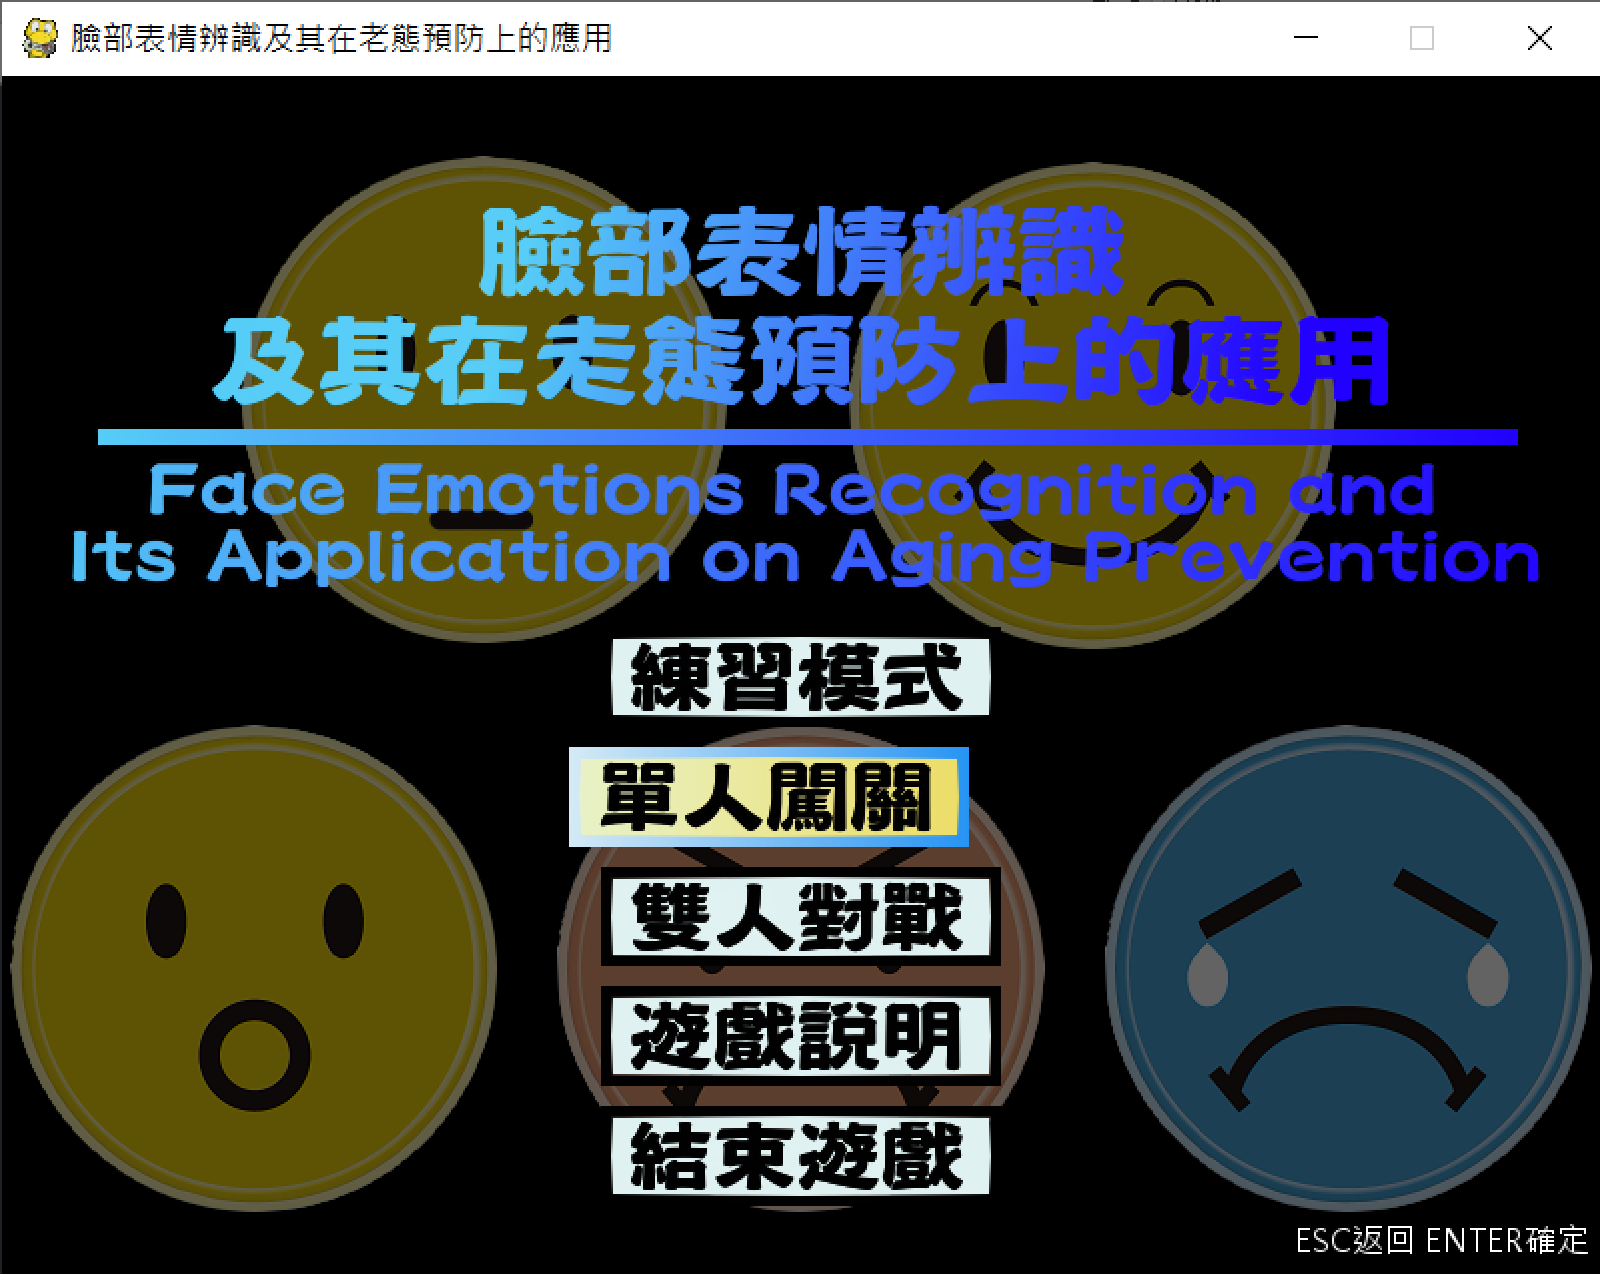 臉部表情辨識及其在老態預防上的應用
臉部表情辨識
及其在老態預防上的應用
Face Emotions Recognition and
Its Application on Aging Prevention
練習模式
單人闖關
雙人對戰
遊戲說明
結束遊戲
ESC返回 ENTER確定